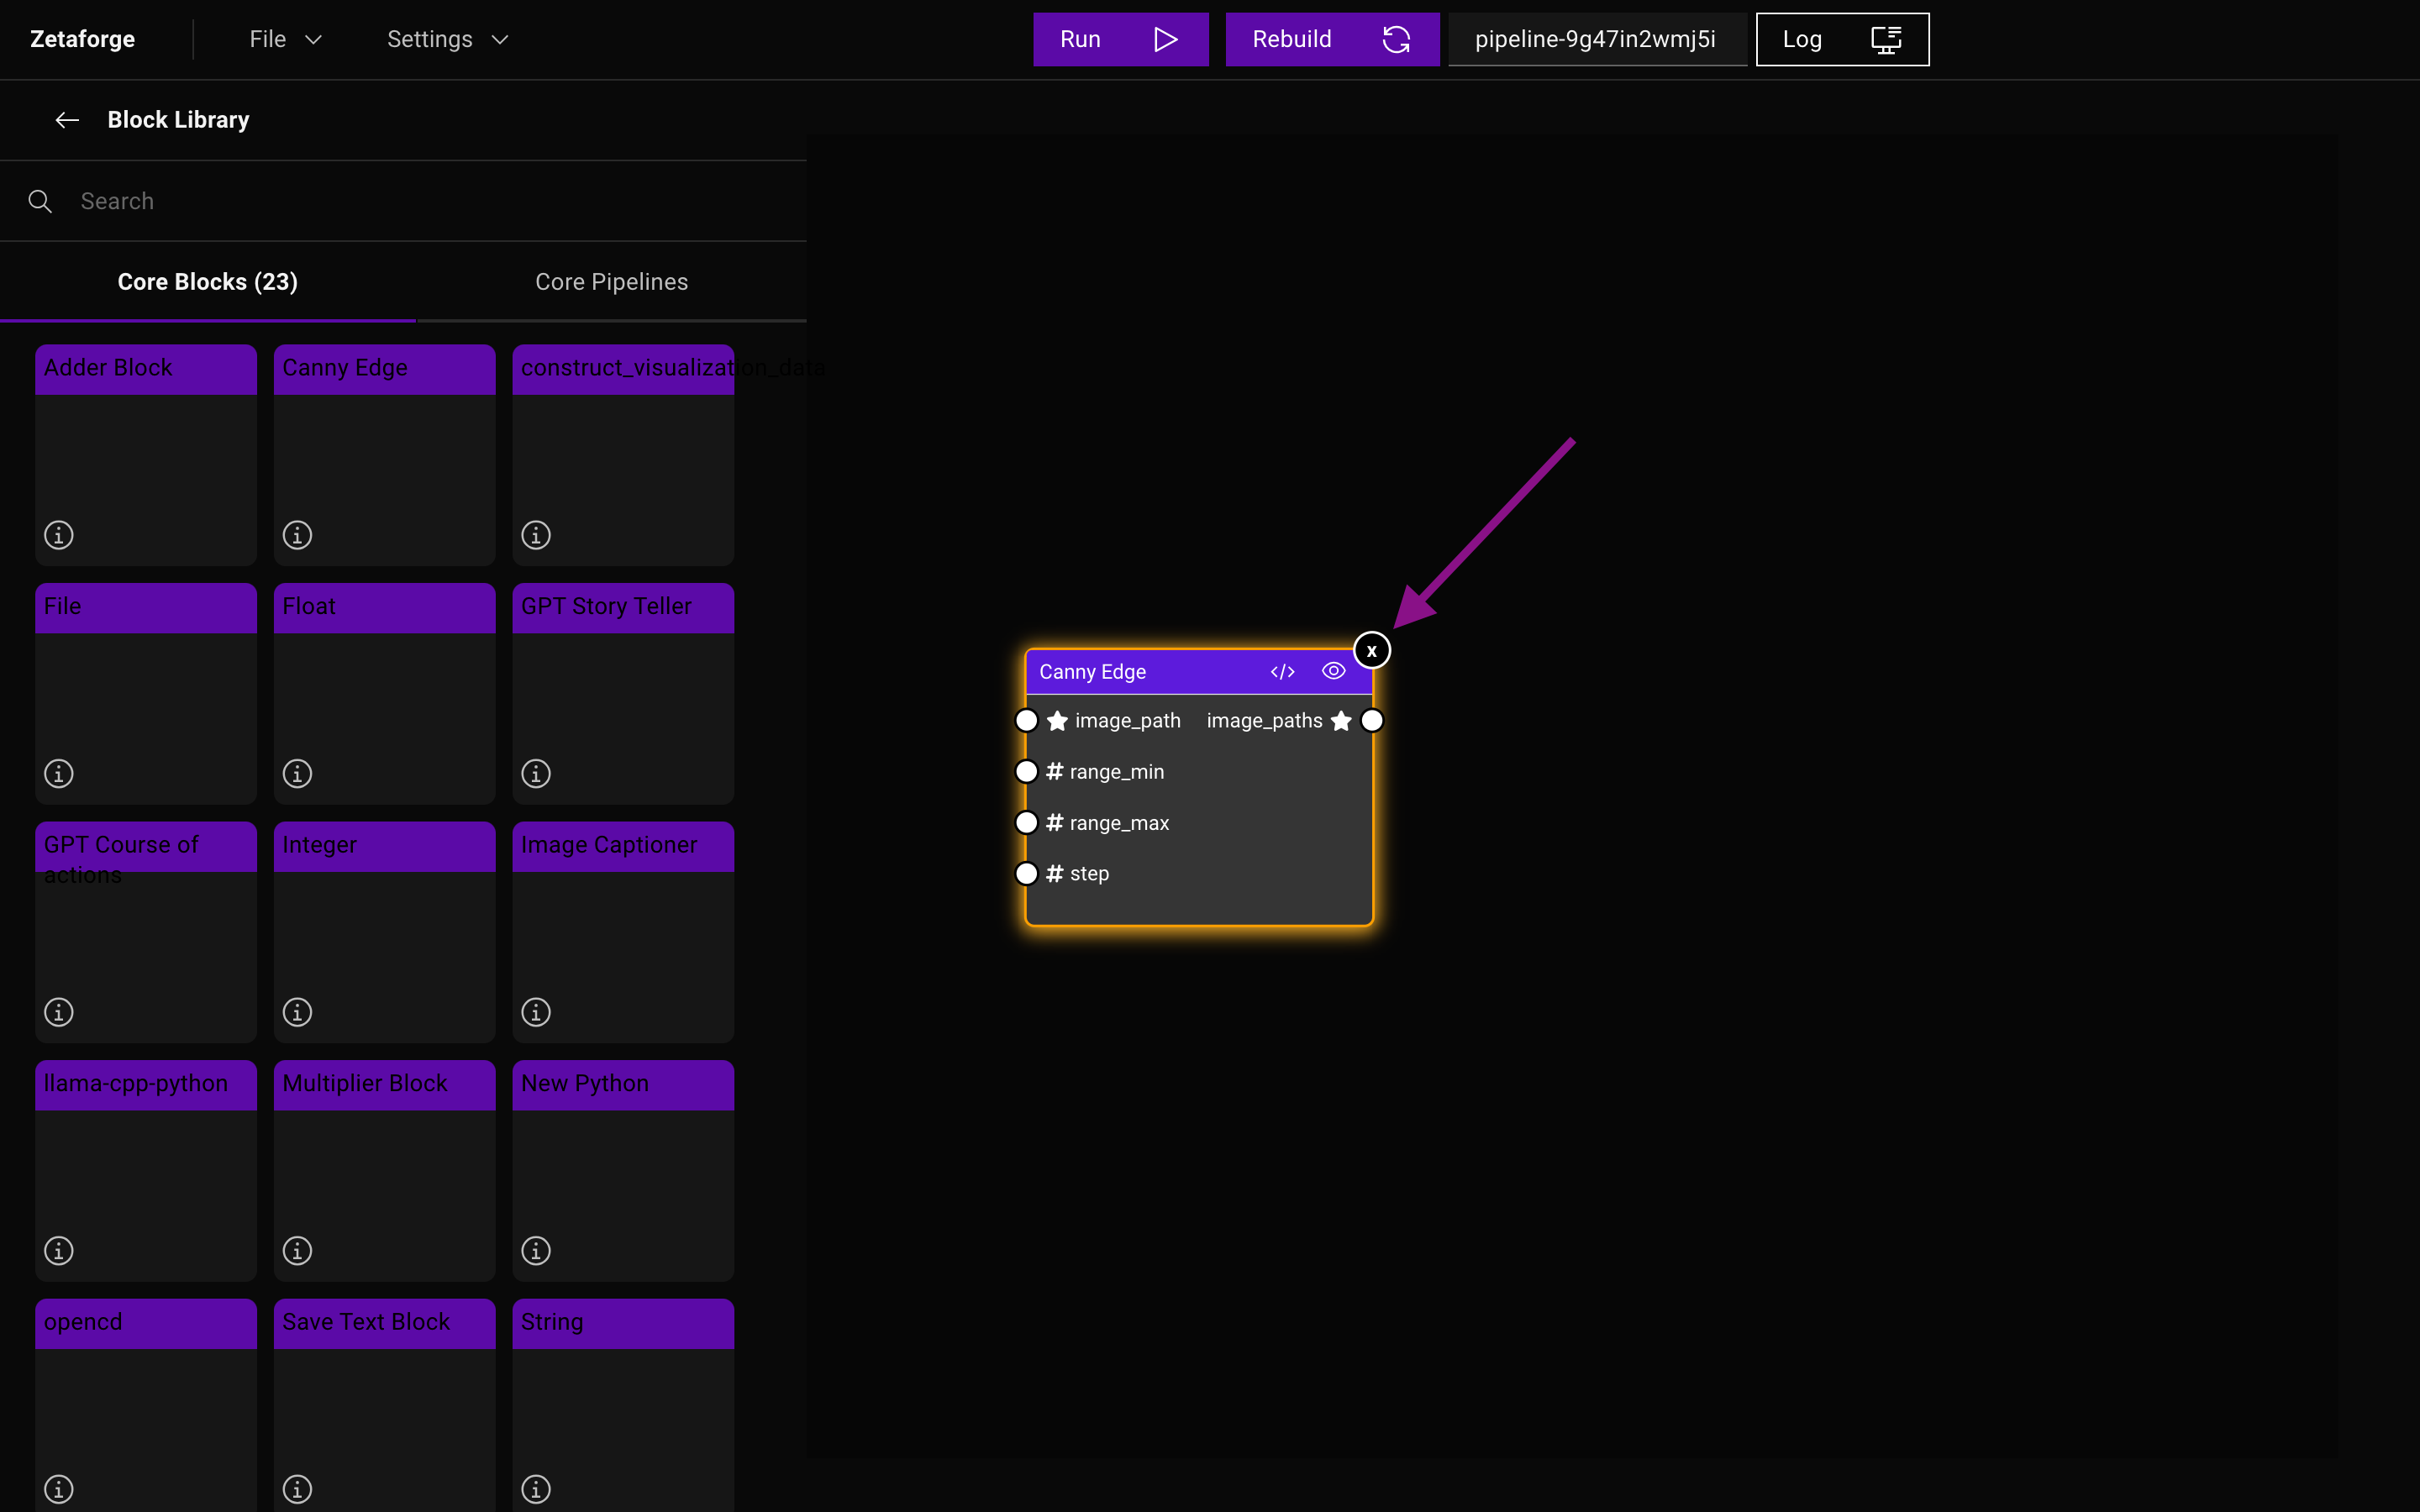 Zetaforge
File
Settings
Run
Rebuild
pipeline-9g47in2wmj5i
Log
Block Library
Search
Core Blocks (23)
Core Pipelines
Adder Block
Canny Edge
construct_visualization_data
File
Float
GPT Story Teller
GPT Course of
actions
Integer
Image Captioner
llama-cpp-python
Multiplier Block
New Python
opencd
Save Text Block
String
x
Canny Edge </>
image_path image_paths
# range_min
# range_max
# step